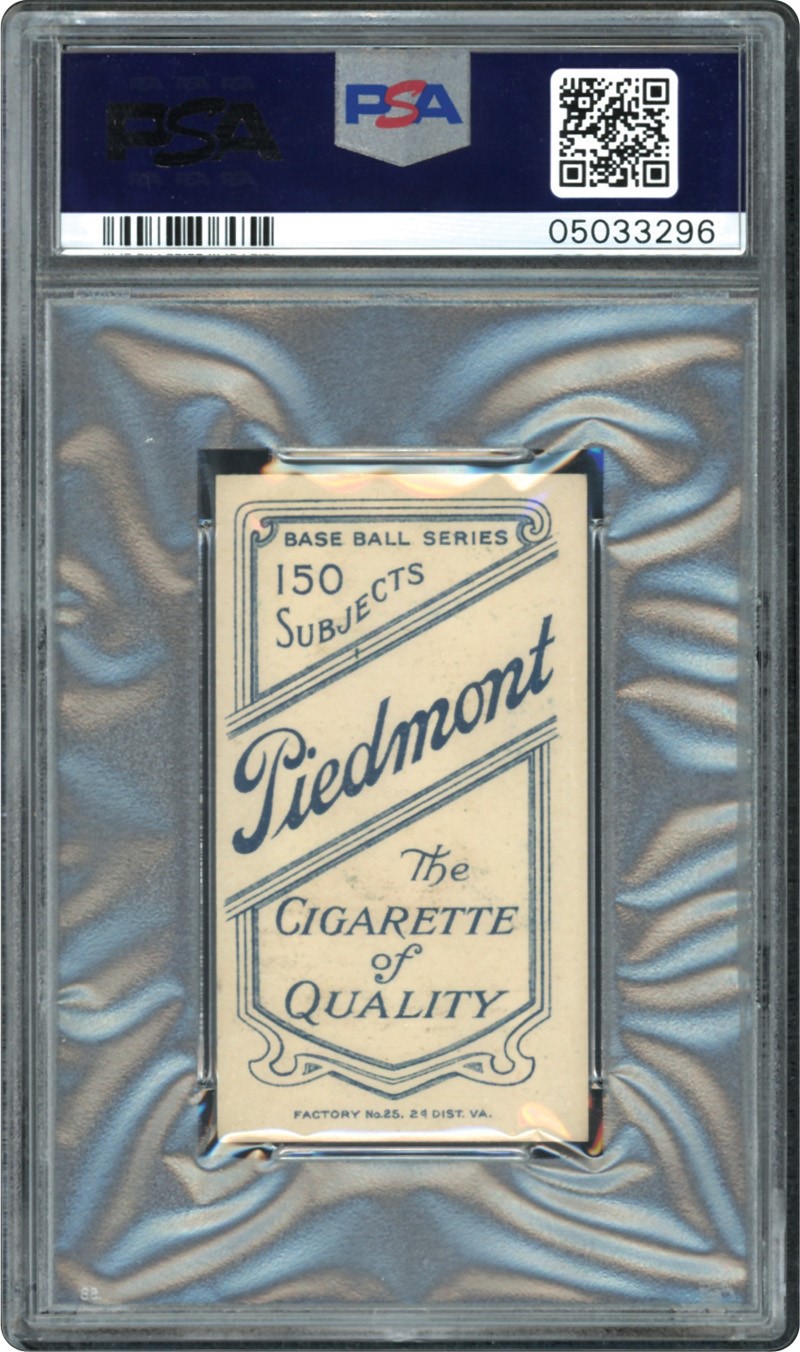 PSA
PSA
05033296
BASE BALL SERIES
150
SUBJECTS
Piedmont
The
CIGARETTE
of
QUALITY
FACTORY No. 25. 2d DIST. VA.